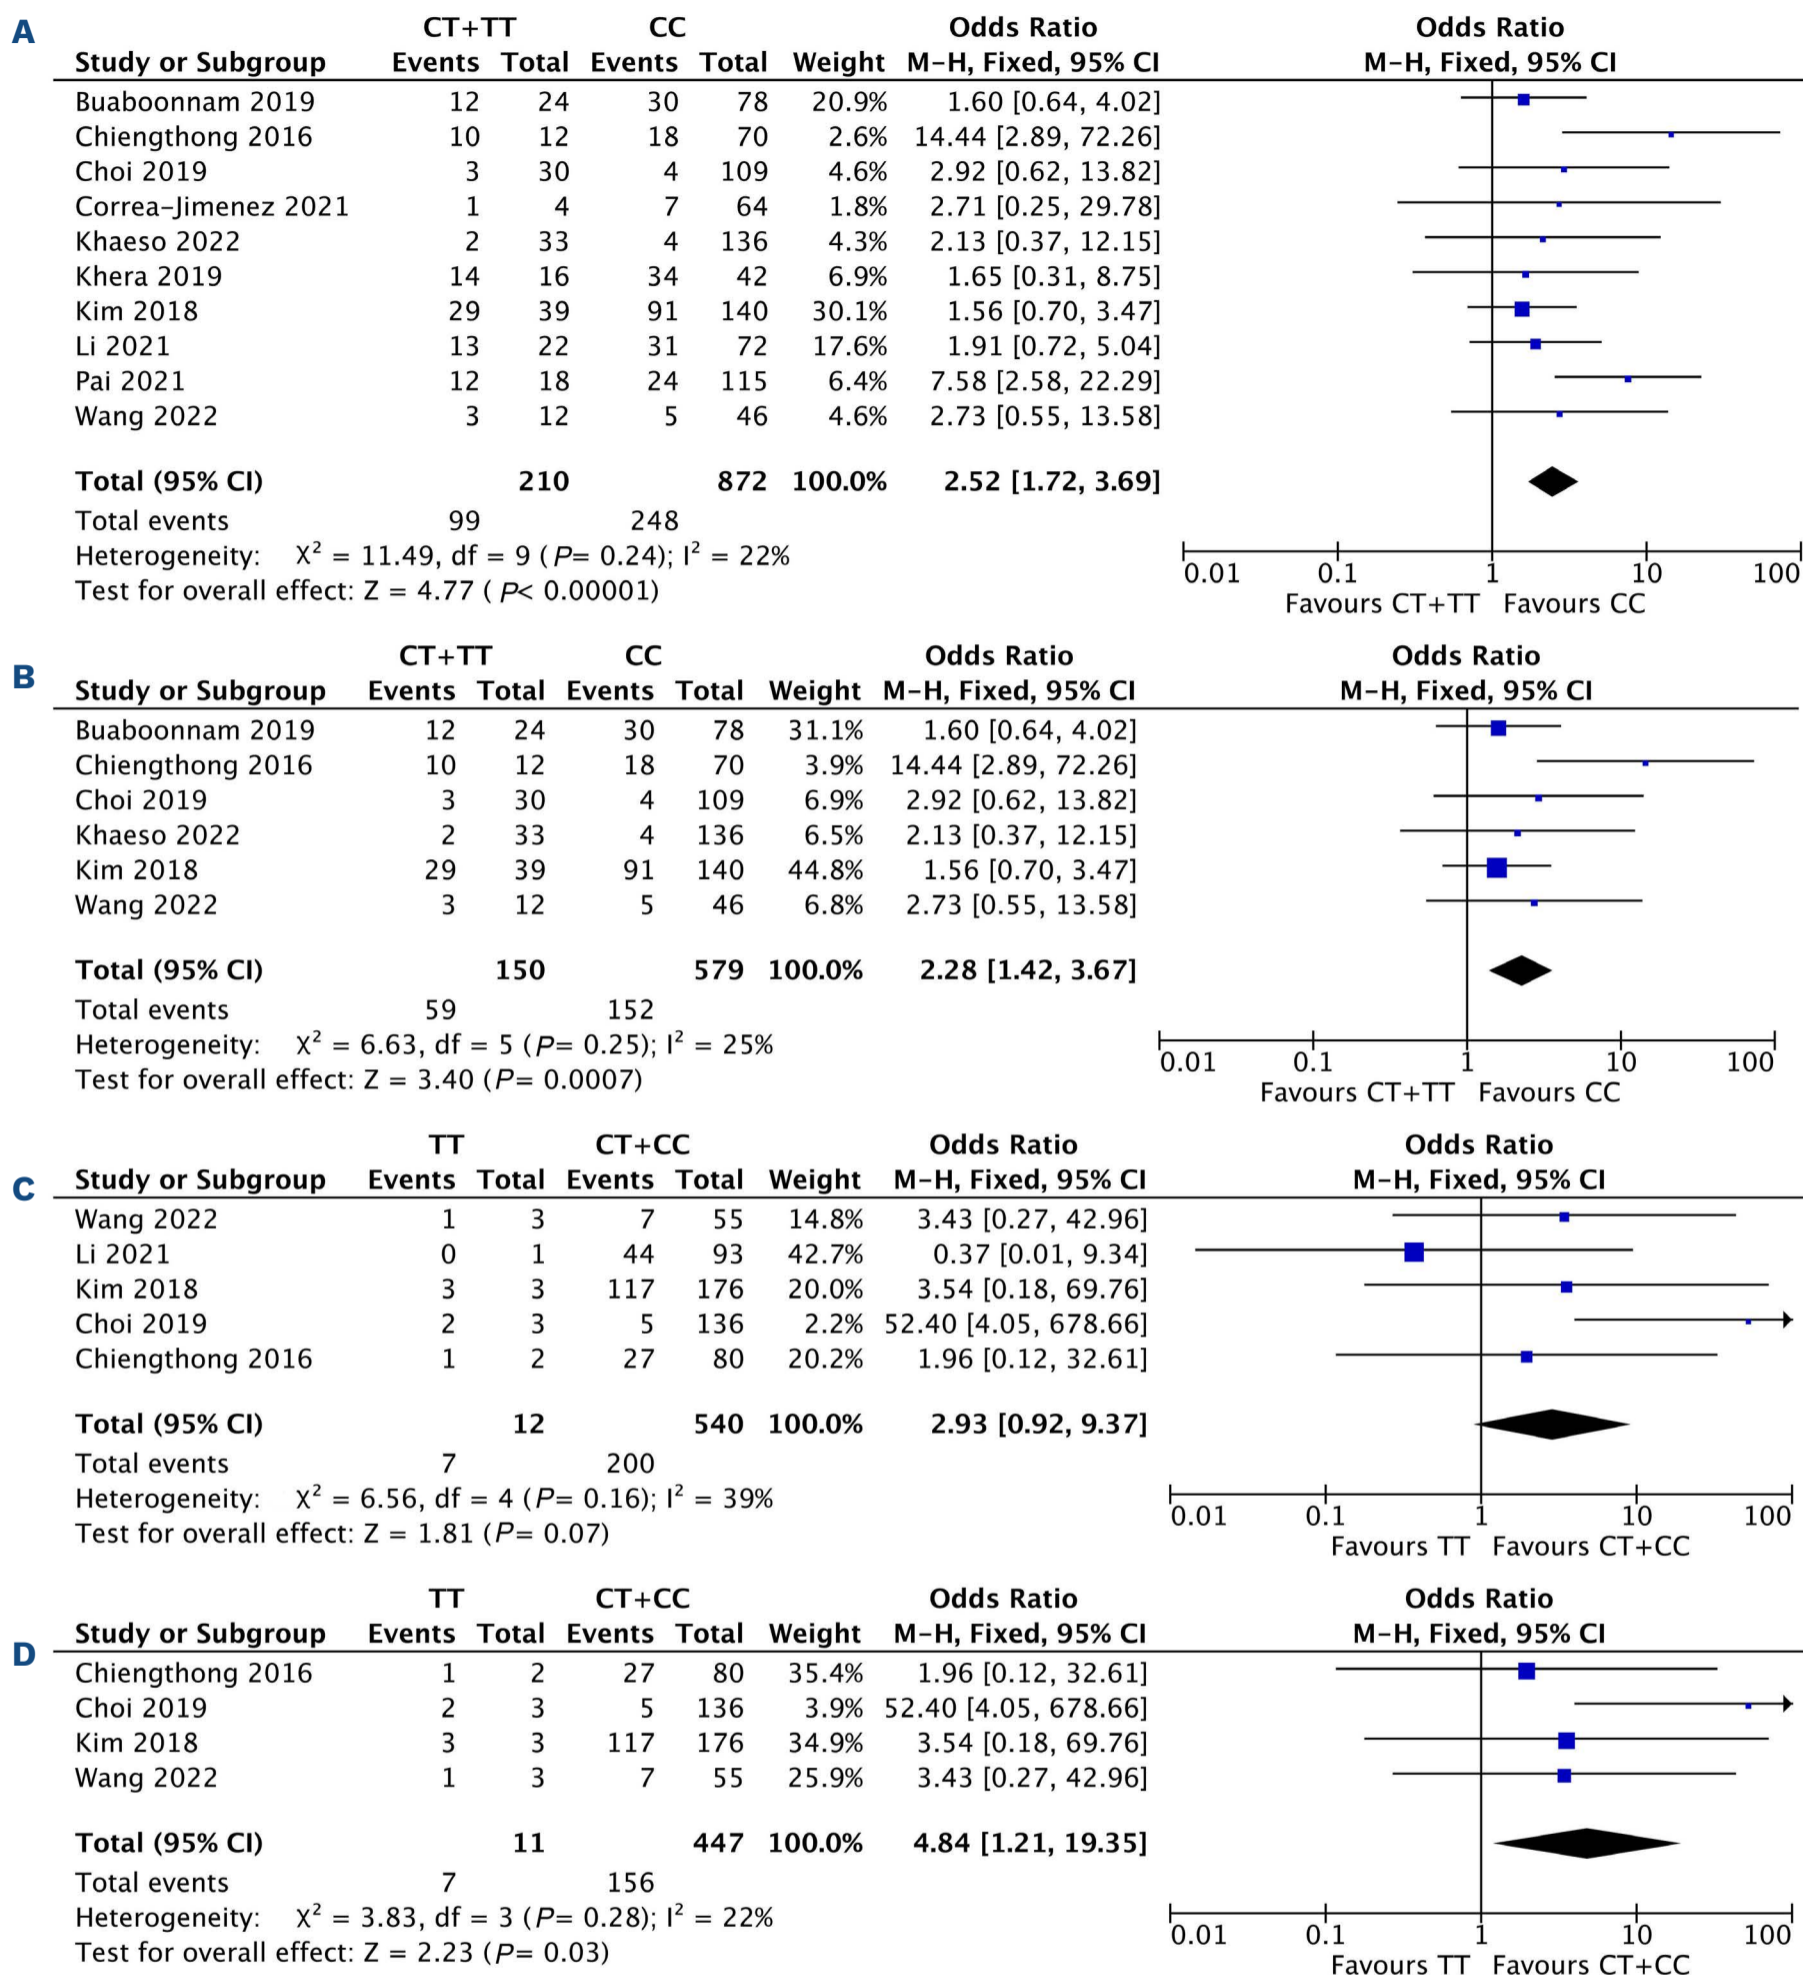 A
CT+TT CC Odds Ratio Odds Ratio
Study or Subgroup Events Total Events Total Weight M-H, Fixed, 95% CI M-H, Fixed, 95% CI
Buaboonnam 2019 12 24 30 78 20.9% 1.60 [0.64, 4.02]
Chiengthong 2016 10 12 18 70 2.6% 14.44 [2.89, 72.26]
Choi 2019 3 30 4 109 4.6% 2.92 [0.62, 13.82]
Correa-Jimenez 2021 1 4 7 64 1.8% 2.71 [0.25, 29.78]
Khaeso 2022 2 33 4 136 4.3% 2.13 [0.37, 12.15]
Khera 2019 14 16 34 42 6.9% 1.65 [0.31, 8.75]
Kim 2018 29 39 91 140 30.1% 1.56 [0.70, 3.47]
Li 2021 13 22 31 72 17.6% 1.91 [0.72, 5.04]
Pai 2021 12 18 24 115 6.4% 7.58 [2.58, 22.29]
Wang 2022 3 12 5 46 4.6% 2.73 [0.55, 13.58]
Total (95% CI) 210 872 100.0% 2.52 [1.72, 3.69]
Total events 99 248
Heterogeneity: χ² = 11.49, df = 9 (P= 0.24); I² = 22%
Test for overall effect: Z = 4.77 ( P< 0.00001)
0.01 0.1 1 10 100
Favours CT+TT Favours CC
B
CT+TT CC Odds Ratio Odds Ratio
Study or Subgroup Events Total Events Total Weight M-H, Fixed, 95% CI M-H, Fixed, 95% CI
Buaboonnam 2019 12 24 30 78 31.1% 1.60 [0.64, 4.02]
Chiengthong 2016 10 12 18 70 3.9% 14.44 [2.89, 72.26]
Choi 2019 3 30 4 109 6.9% 2.92 [0.62, 13.82]
Khaeso 2022 2 33 4 136 6.5% 2.13 [0.37, 12.15]
Kim 2018 29 39 91 140 44.8% 1.56 [0.70, 3.47]
Wang 2022 3 12 5 46 6.8% 2.73 [0.55, 13.58]
Total (95% CI) 150 579 100.0% 2.28 [1.42, 3.67]
Total events 59 152
Heterogeneity: χ² = 6.63, df = 5 (P= 0.25); I² = 25%
Test for overall effect: Z = 3.40 (P= 0.0007)
0.01 0.1 1 10 100
Favours CT+TT Favours CC
C
TT CT+CC Odds Ratio Odds Ratio
Study or Subgroup Events Total Events Total Weight M-H, Fixed, 95% CI M-H, Fixed, 95% CI
Wang 2022 1 3 7 55 14.8% 3.43 [0.27, 42.96]
Li 2021 0 1 44 93 42.7% 0.37 [0.01, 9.34]
Kim 2018 3 3 117 176 20.0% 3.54 [0.18, 69.76]
Choi 2019 2 3 5 136 2.2% 52.40 [4.05, 678.66]
Chiengthong 2016 1 2 27 80 20.2% 1.96 [0.12, 32.61]
Total (95% CI) 12 540 100.0% 2.93 [0.92, 9.37]
Total events 7 200
Heterogeneity: χ² = 6.56, df = 4 (P= 0.16); I² = 39%
Test for overall effect: Z = 1.81 (P= 0.07)
0.01 0.1 1 10 100
Favours TT Favours CT+CC
D
TT CT+CC Odds Ratio Odds Ratio
Study or Subgroup Events Total Events Total Weight M-H, Fixed, 95% CI M-H, Fixed, 95% CI
Chiengthong 2016 1 2 27 80 35.4% 1.96 [0.12, 32.61]
Choi 2019 2 3 5 136 3.9% 52.40 [4.05, 678.66]
Kim 2018 3 3 117 176 34.9% 3.54 [0.18, 69.76]
Wang 2022 1 3 7 55 25.9% 3.43 [0.27, 42.96]
Total (95% CI) 11 447 100.0% 4.84 [1.21, 19.35]
Total events 7 156
Heterogeneity: χ² = 3.83, df = 3 (P= 0.28); I² = 22%
Test for overall effect: Z = 2.23 (P= 0.03)
0.01 0.1 1 10 100
Favours TT Favours CT+CC